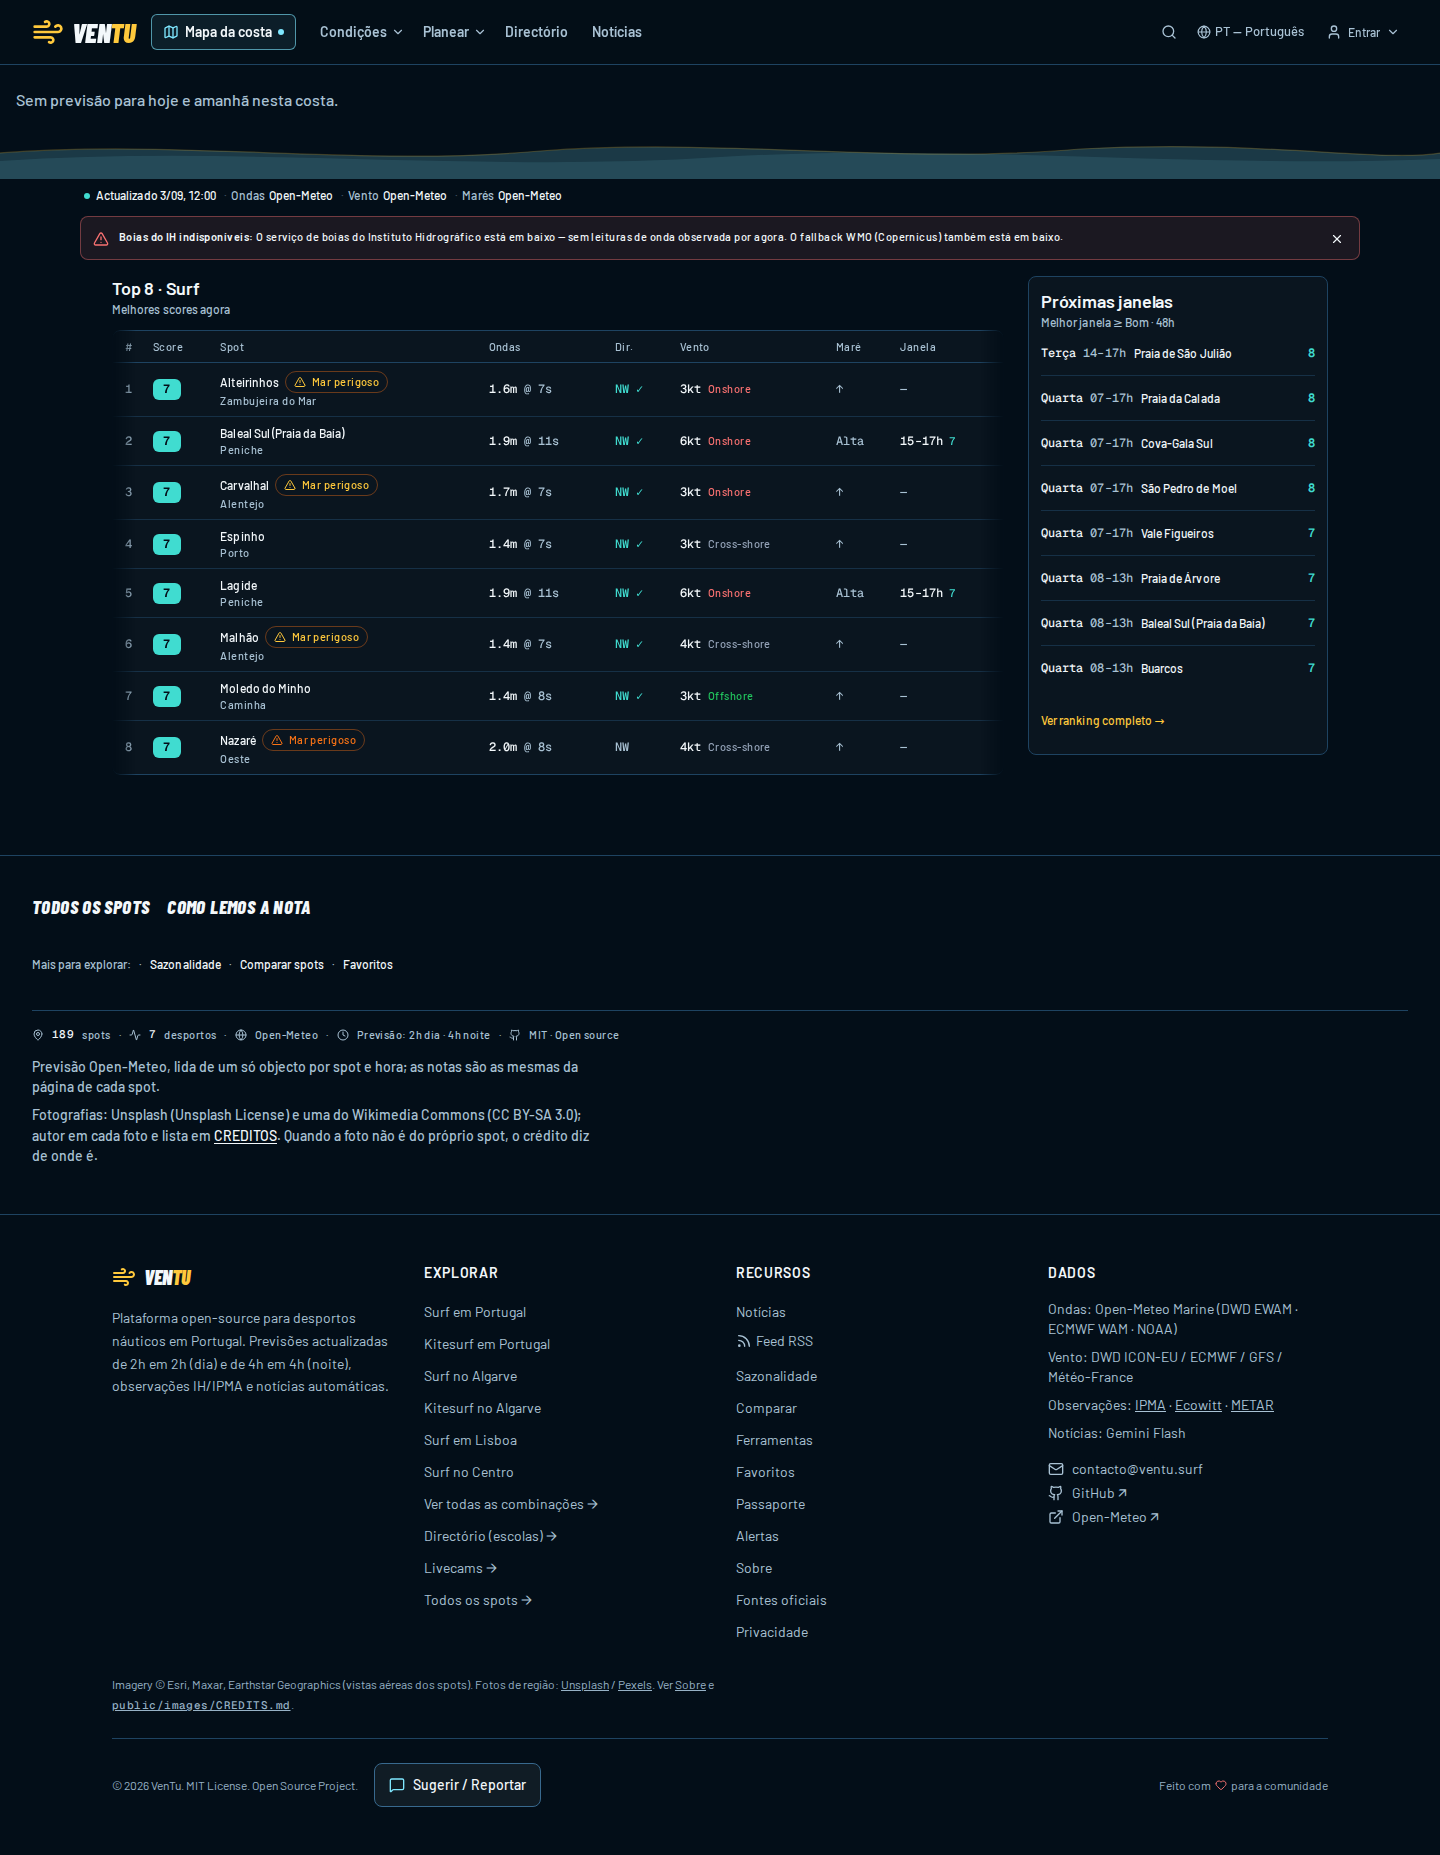 VENTU Mapa da costa Condições Planear Directório Notícias PT — Português Entrar
Sem previsão para hoje e amanhã nesta costa.
Actualizado 3/09, 12:00 · Ondas Open-Meteo · Vento Open-Meteo · Marés Open-Meteo
Boias do IH indisponíveis: O serviço de boias do Instituto Hidrográfico está em baixo — sem leituras de onda observada por agora. O fallback WMO (Copernicus) também está em baixo.
Top 8 · Surf
Melhores scores agora
# Score Spot Ondas Dir. Vento Maré Janela
1 7 Alteirinhos Mar perigoso 1.6m @ 7s NW ✓ 3kt Onshore ↑ —
Zambujeira do Mar
2 7 Baleal Sul (Praia da Baía) 1.9m @ 11s NW ✓ 6kt Onshore Alta 15-17h 7
Peniche
3 7 Carvalhal Mar perigoso 1.7m @ 7s NW ✓ 3kt Onshore ↑ —
Alentejo
4 7 Espinho 1.4m @ 7s NW ✓ 3kt Cross-shore ↑ —
Porto
5 7 Lagide 1.9m @ 11s NW ✓ 6kt Onshore Alta 15-17h 7
Peniche
6 7 Malhão Mar perigoso 1.4m @ 7s NW ✓ 4kt Cross-shore ↑ —
Alentejo
7 7 Moledo do Minho 1.4m @ 8s NW ✓ 3kt Offshore ↑ —
Caminha
8 7 Nazaré Mar perigoso 2.0m @ 8s NW 4kt Cross-shore ↑ —
Oeste
Próximas janelas
Melhor janela ≥ Bom · 48h
Terça 14-17h Praia de São Julião 8
Quarta 07-17h Praia da Calada 8
Quarta 07-17h Cova-Gala Sul 8
Quarta 07-17h São Pedro de Moel 8
Quarta 07-17h Vale Figueiros 7
Quarta 08-13h Praia de Árvore 7
Quarta 08-13h Baleal Sul (Praia da Baía) 7
Quarta 08-13h Buarcos 7
Ver ranking completo →
TODOS OS SPOTS COMO LEMOS A NOTA
Mais para explorar: · Sazonalidade · Comparar spots · Favoritos
189 spots · 7 desportos · Open-Meteo · Previsão: 2h dia · 4h noite · MIT · Open source
Previsão Open-Meteo, lida de um só objecto por spot e hora; as notas são as mesmas da
página de cada spot.
Fotografias: Unsplash (Unsplash License) e uma do Wikimedia Commons (CC BY-SA 3.0);
autor em cada foto e lista em CREDITOS. Quando a foto não é do próprio spot, o crédito diz
de onde é.
VENTU
Plataforma open-source para desportos
náuticos em Portugal. Previsões actualizadas
de 2h em 2h (dia) e de 4h em 4h (noite),
observações IH/IPMA e notícias automáticas.
EXPLORAR
Surf em Portugal
Kitesurf em Portugal
Surf no Algarve
Kitesurf no Algarve
Surf em Lisboa
Surf no Centro
Ver todas as combinações →
Directório (escolas) →
Livecams →
Todos os spots →
RECURSOS
Notícias
Feed RSS
Sazonalidade
Comparar
Ferramentas
Favoritos
Passaporte
Alertas
Sobre
Fontes oficiais
Privacidade
DADOS
Ondas: Open-Meteo Marine (DWD EWAM ·
ECMWF WAM · NOAA)
Vento: DWD ICON-EU / ECMWF / GFS /
Météo-France
Observações: IPMA · Ecowitt · METAR
Notícias: Gemini Flash
contacto@ventu.surf
GitHub ↗
Open-Meteo ↗
Imagery © Esri, Maxar, Earthstar Geographics (vistas aéreas dos spots). Fotos de região: Unsplash / Pexels. Ver Sobre e
public/images/CREDITS.md.
© 2026 VenTu. MIT License. Open Source Project. Sugerir / Reportar Feito com ♡ para a comunidade